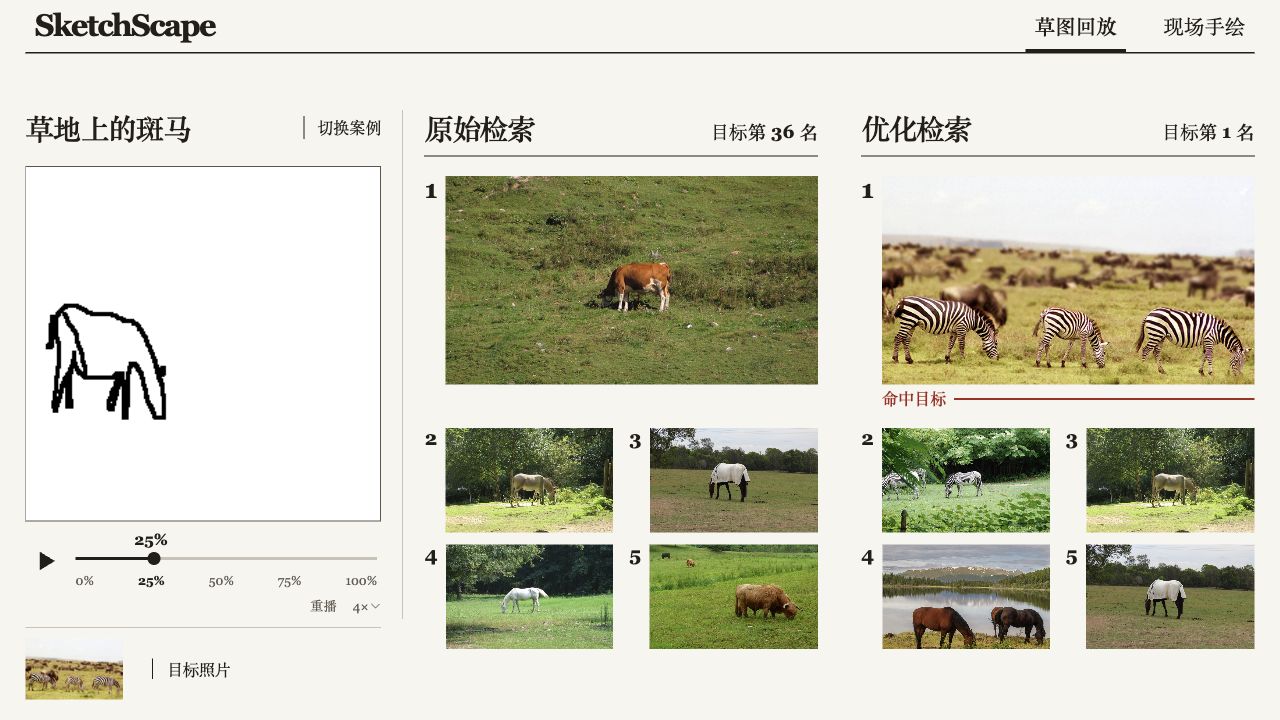 SketchScape
草图回放
现场手绘
草地上的斑马
切换案例
25%
0% 25% 50% 75% 100%
重播 4×
目标照片
原始检索
目标第 36 名
1
2
3
4
5
优化检索
目标第 1 名
1
命中目标
2
3
4
5